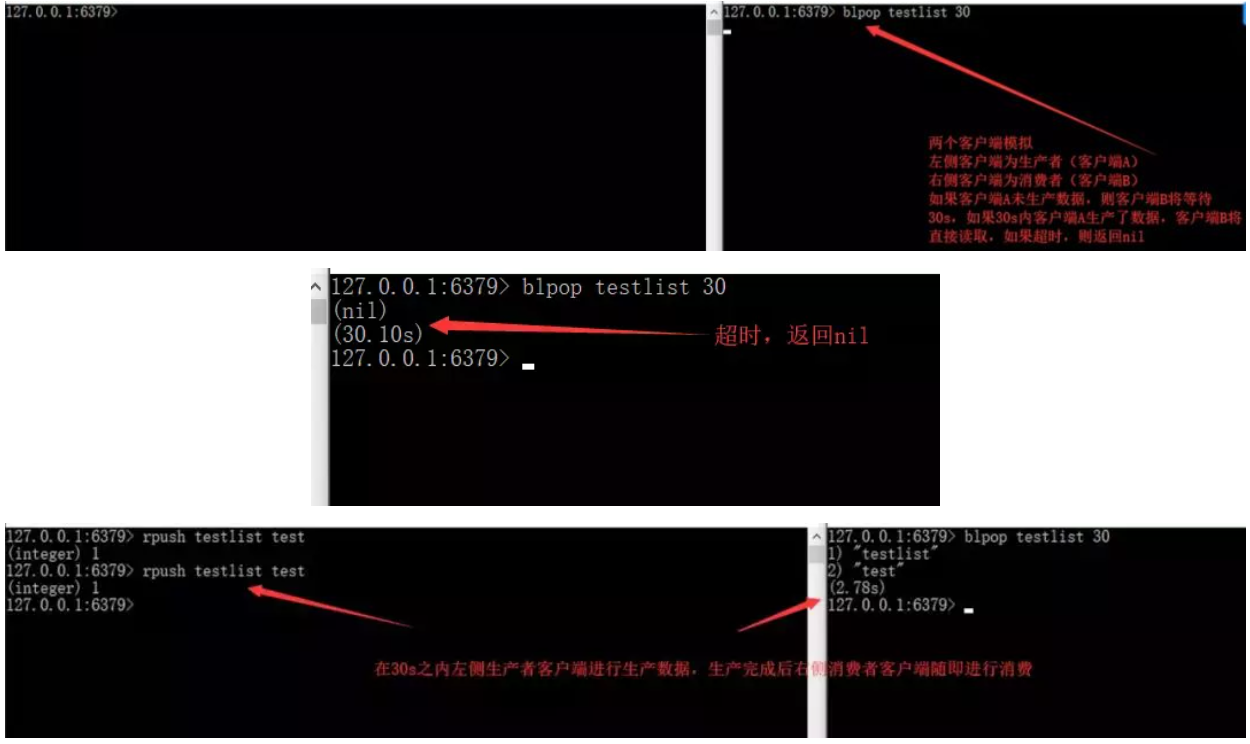 127.0.0.1:6379>
127.0.0.1:6379> blpop testlist 30
两个客户端模拟
左侧客户端为生产者（客户端A）
右侧客户端为消费者（客户端B）
如果客户端A未生产数据，则客户端B将等待
30s，如果30s内客户端A生产了数据，客户端B将
直接读取，如果超时，则返回nil
127.0.0.1:6379> blpop testlist 30
(nil)
(30.10s)
超时，返回nil
127.0.0.1:6379>
127.0.0.1:6379> rpush testlist test
(integer) 1
127.0.0.1:6379> rpush testlist test
(integer) 1
127.0.0.1:6379>
127.0.0.1:6379> blpop testlist 30
1) "testlist"
2) "test"
(2.78s)
127.0.0.1:6379>
在30s之内左侧生产者客户端进行生产数据，生产完成后右侧消费者客户端随即进行消费